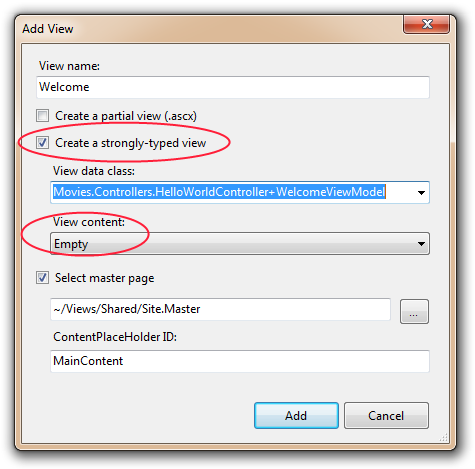 Add View
View name:
Welcome
Create a partial view (.ascx)
Create a strongly-typed view
View data class:
Movies.Controllers.HelloWorldController+WelcomeViewModel
View content:
Empty
Select master page
~/Views/Shared/Site.Master
...
ContentPlaceHolder ID:
MainContent
Add
Cancel